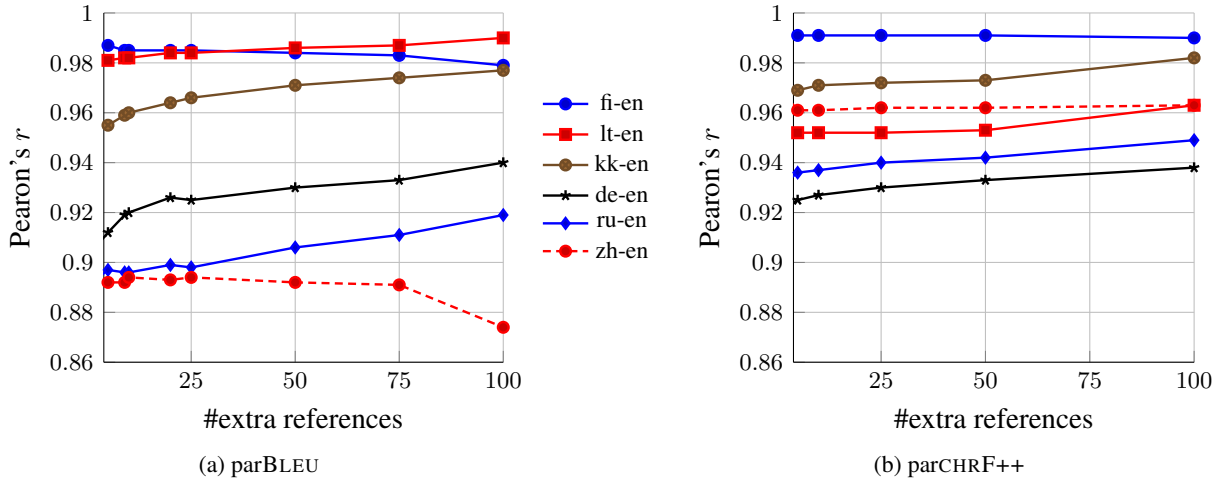 1
0.98
0.96
0.94
0.92
0.9
0.88
0.86
25
50
75
100
Pearon's r
#extra references
(a) parBLEU
fi-en
lt-en
kk-en
de-en
ru-en
zh-en
1
0.98
0.96
0.94
0.92
0.9
0.88
0.86
25
50
75
100
Pearon's r
#extra references
(b) parCHRF++